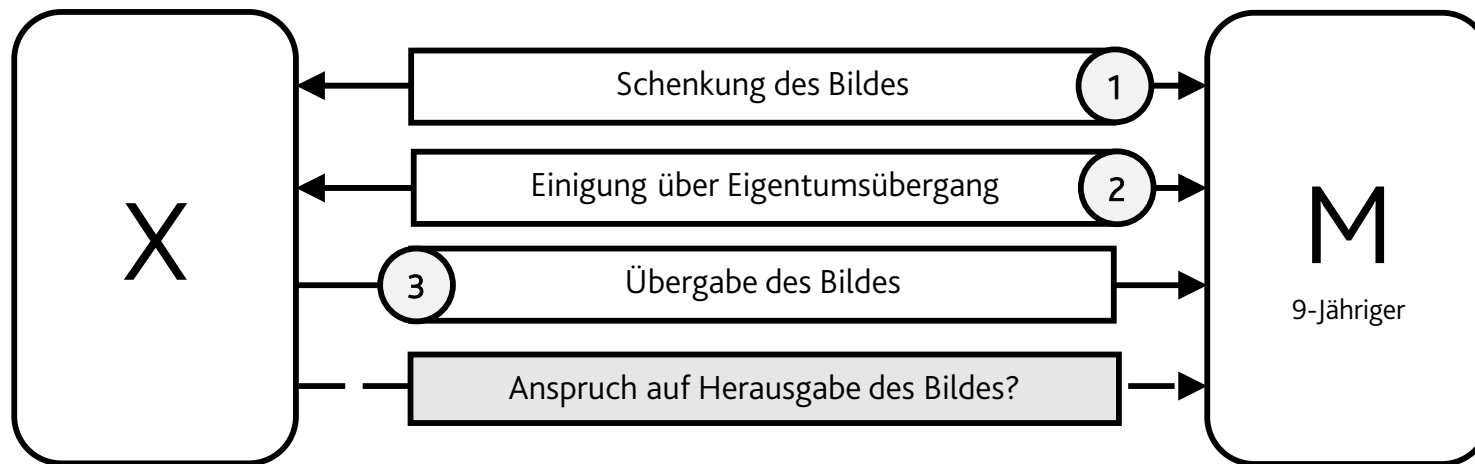 Schenkung des Bildes
1
X
Einigung über Eigentumsübergang
2
M
3
Übergabe des Bildes
9-Jähriger
Anspruch auf Herausgabe des Bildes?